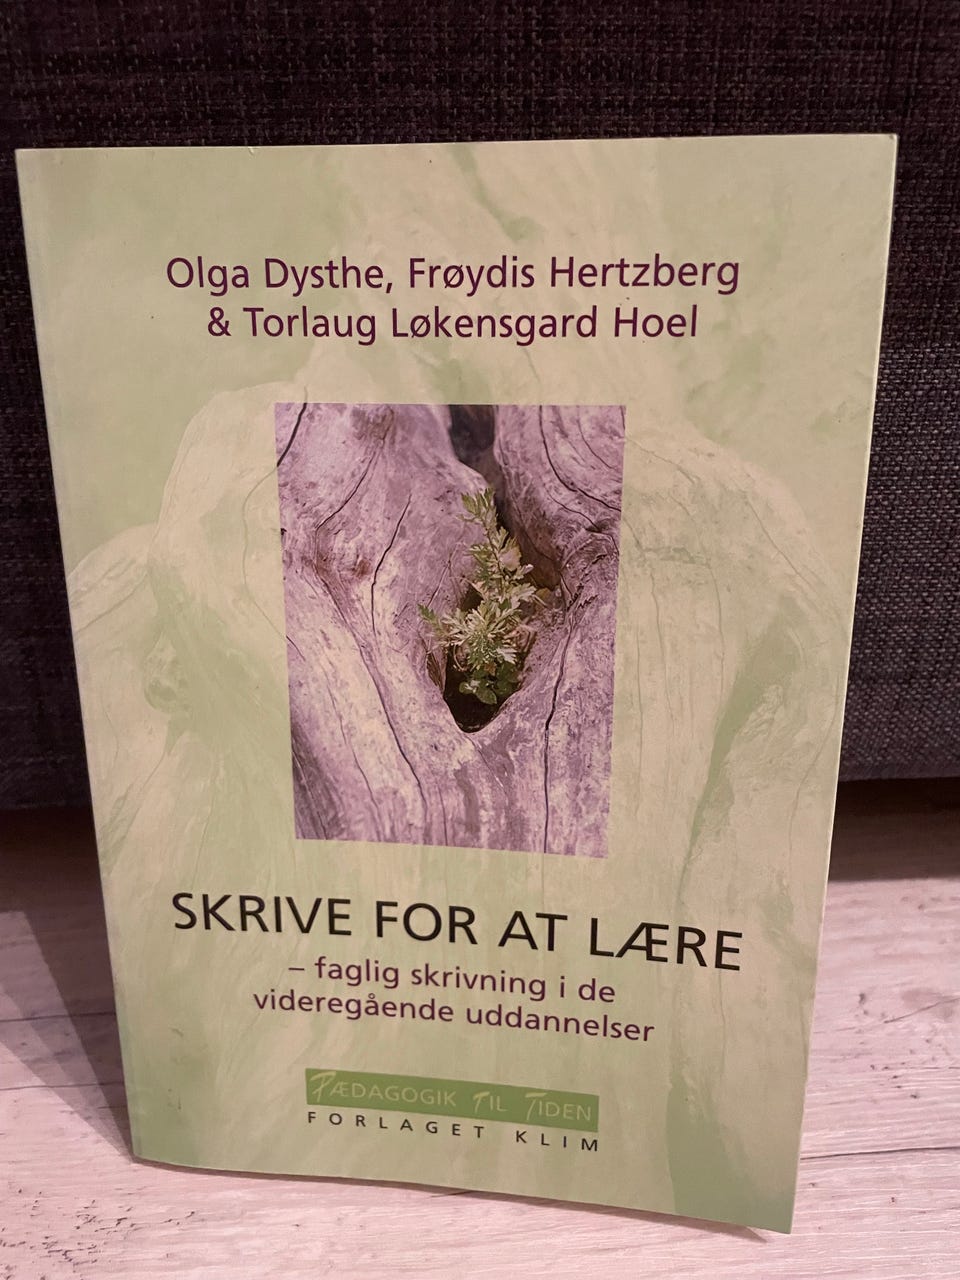 Olga Dysthe, Frøydis Hertzberg
& Torlaug Løkensgard Hoel
SKRIVE FOR AT LÆRE
– faglig skrivning i de
videregående uddannelser
PÆDAGOGIK TIL TIDEN
FORLAGET KLIM